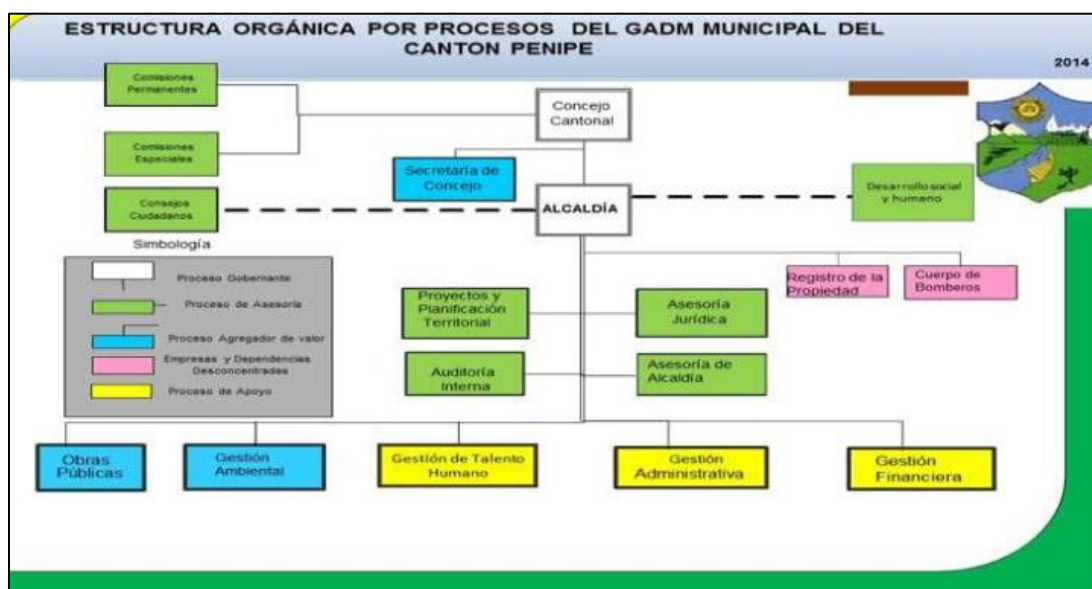 ESTRUCTURA ORGÁNICA POR PROCESOS DEL GADM MUNICIPAL DEL
CANTON PENIPE
2014
Comisiones
Permanentes
Concejo
Cantonal
Comisiones
Especiales
Secretaría de
Concejo
Consejos
Ciudadanos
ALCALDÍA
Desarrollo social
y humano
Simbología
Proceso Gobernante
Proceso de Asesoría
Proceso Agregador de valor
Empresas y Dependencias
Desconcentradas
Proceso de Apoyo
Registro de la
Propiedad
Cuerpo de
Bomberos
Proyectos y
Planificación
Territorial
Asesoría
Jurídica
Auditoría
Interna
Asesoría de
Alcaldía
Obras
Públicas
Gestión
Ambiental
Gestión de Talento
Humano
Gestión
Administrativa
Gestión
Financiera